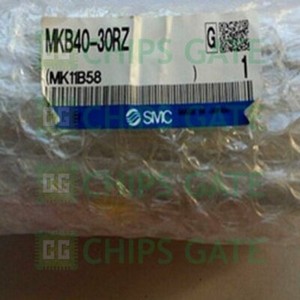 MKB40-30RZ G
(MK11B58 ) 1
SMC
CHIPS GATE
CHIPS GATE
CHIPS GATE